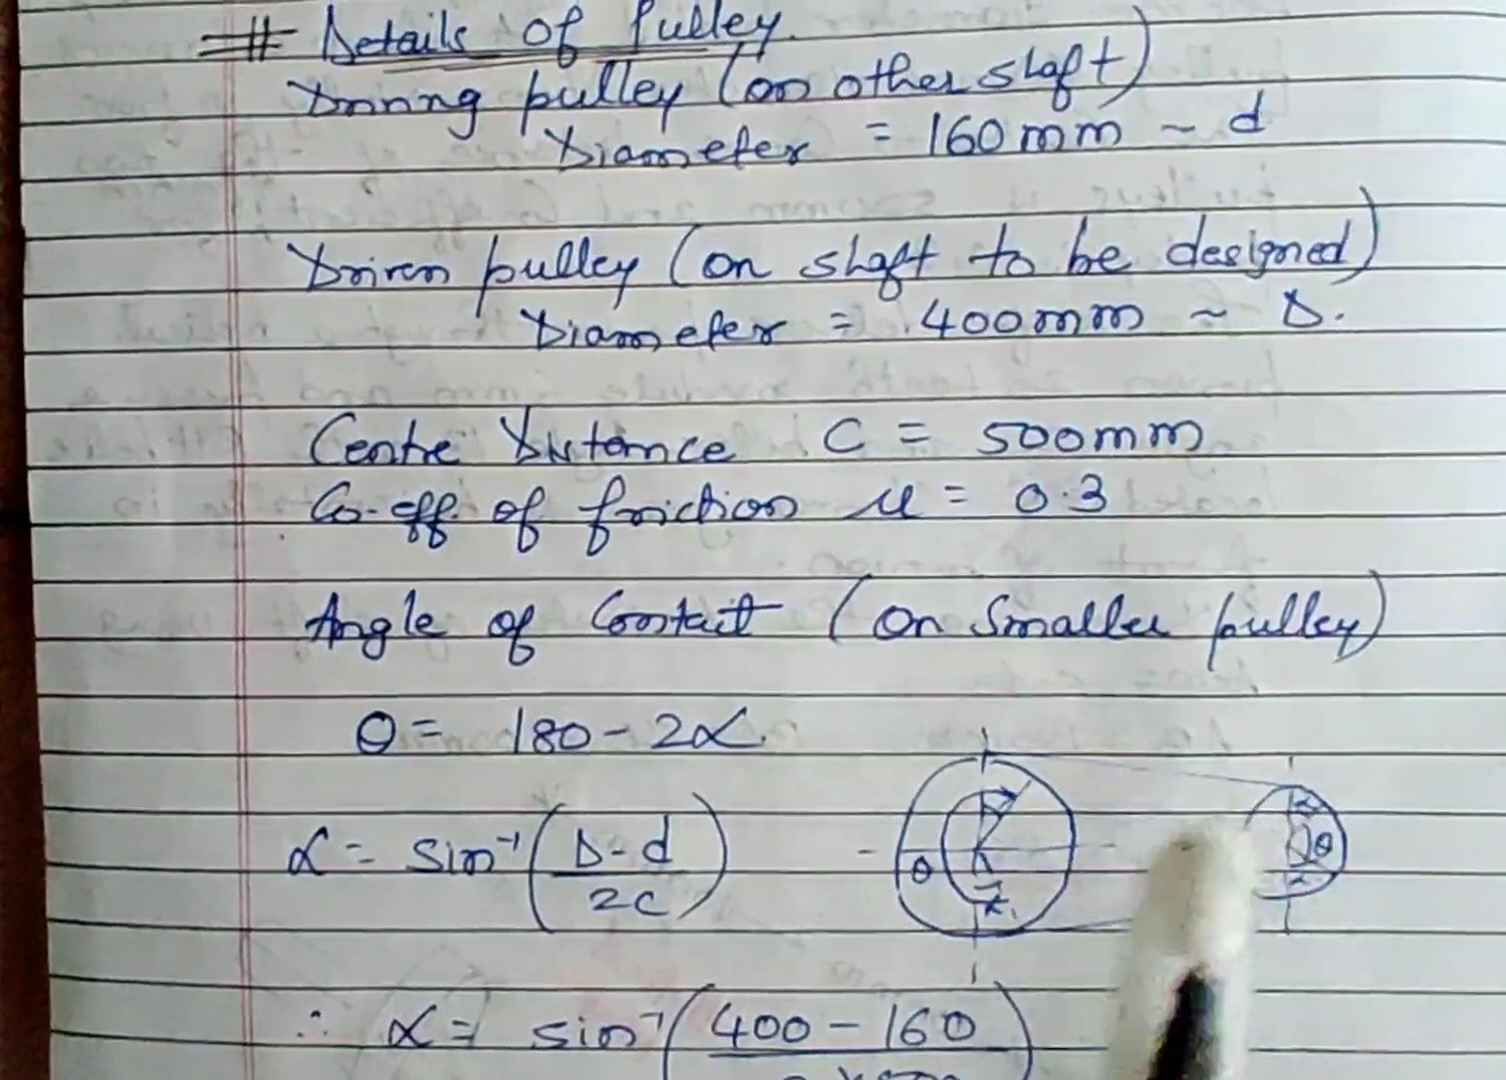 # Details of Pulley.
Driving pulley (on other shaft)
Diameter = 160mm ~ d
Driven pulley (on shaft to be designed)
Diameter = 400mm ~ D.
Centre Distance C = 500mm
Co-eff. of friction μ = 0.3
Angle of Contact (On Smaller pulley)
θ = 180 - 2α
α = sin⁻¹ (D-d / 2C)
θ α θ α
∴ α = sin⁻¹ (400 - 160